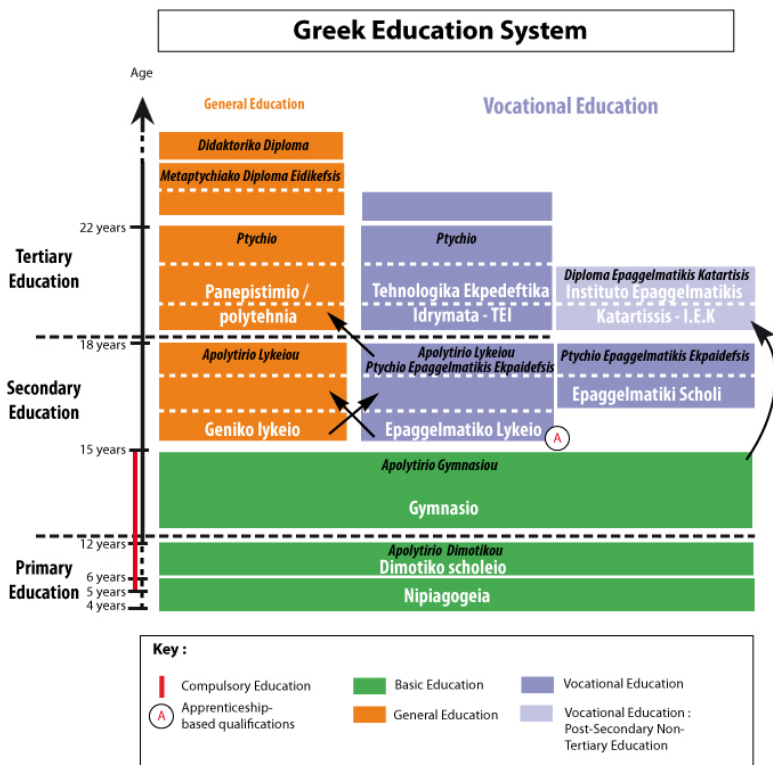 Greek Education System
Age
General Education
Vocational Education
Didaktoriko Diploma
Metaptychiako Diploma Eidikefsis
22 years
Tertiary
Education
Ptychio
Panepistimio /
polytehnia
Ptychio
Tehnologika Ekpedeftika
Idrymata - TEI
Diploma Epaggelmatikis Katartisis
Instituto Epaggelmatikis
Katartissis - I.E.K
18 years
Secondary
Education
Apolytirio Lykeiou
Geniko lykeio
Apolytirio Lykeiou
Ptychio Epaggelmatikis Ekpaidefsis
Epaggelmatiko Lykeio
A
Ptychio Epaggelmatikis Ekpaidefsis
Epaggelmatiki Scholi
15 years
Apolytirio Gymnasiou
Gymnasio
12 years
Primary
Education
Apolytirio Dimotikou
Dimotiko scholeio
6 years
5 years
4 years
Nipiagogeia
Key :
Compulsory Education
A
Apprenticeship-
based qualifications
Basic Education
General Education
Vocational Education
Vocational Education :
Post-Secondary Non-
Tertiary Education